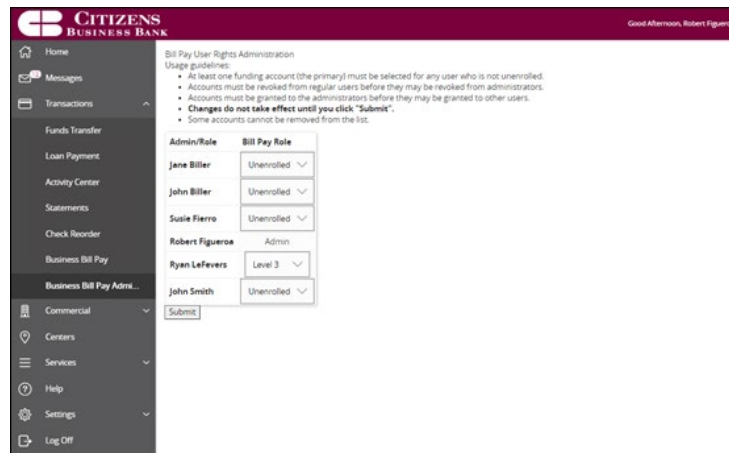 CITIZENS
BUSINESS BANK
Good Afternoon, Robert Figuero
Home
Messages
Transactions
Funds Transfer
Loan Payment
Activity Center
Statements
Check Reorder
Business Bill Pay
Business Bill Pay Admi...
Commercial
Centers
Services
Help
Settings
Log Off
Bill Pay User Rights Administration
Usage guidelines:
• At least one funding account (the primary) must be selected for any user who is not unenrolled.
• Accounts must be revoked from regular users before they may be revoked from administrators.
• Accounts must be granted to the administrators before they may be granted to other users.
• Changes do not take effect until you click "Submit".
• Some accounts cannot be removed from the list.
Admin/Role Bill Pay Role
Jane Biller Unenrolled
John Biller Unenrolled
Susie Fierro Unenrolled
Robert Figueroa Admin
Ryan LeFevers Level 3
John Smith Unenrolled
Submit